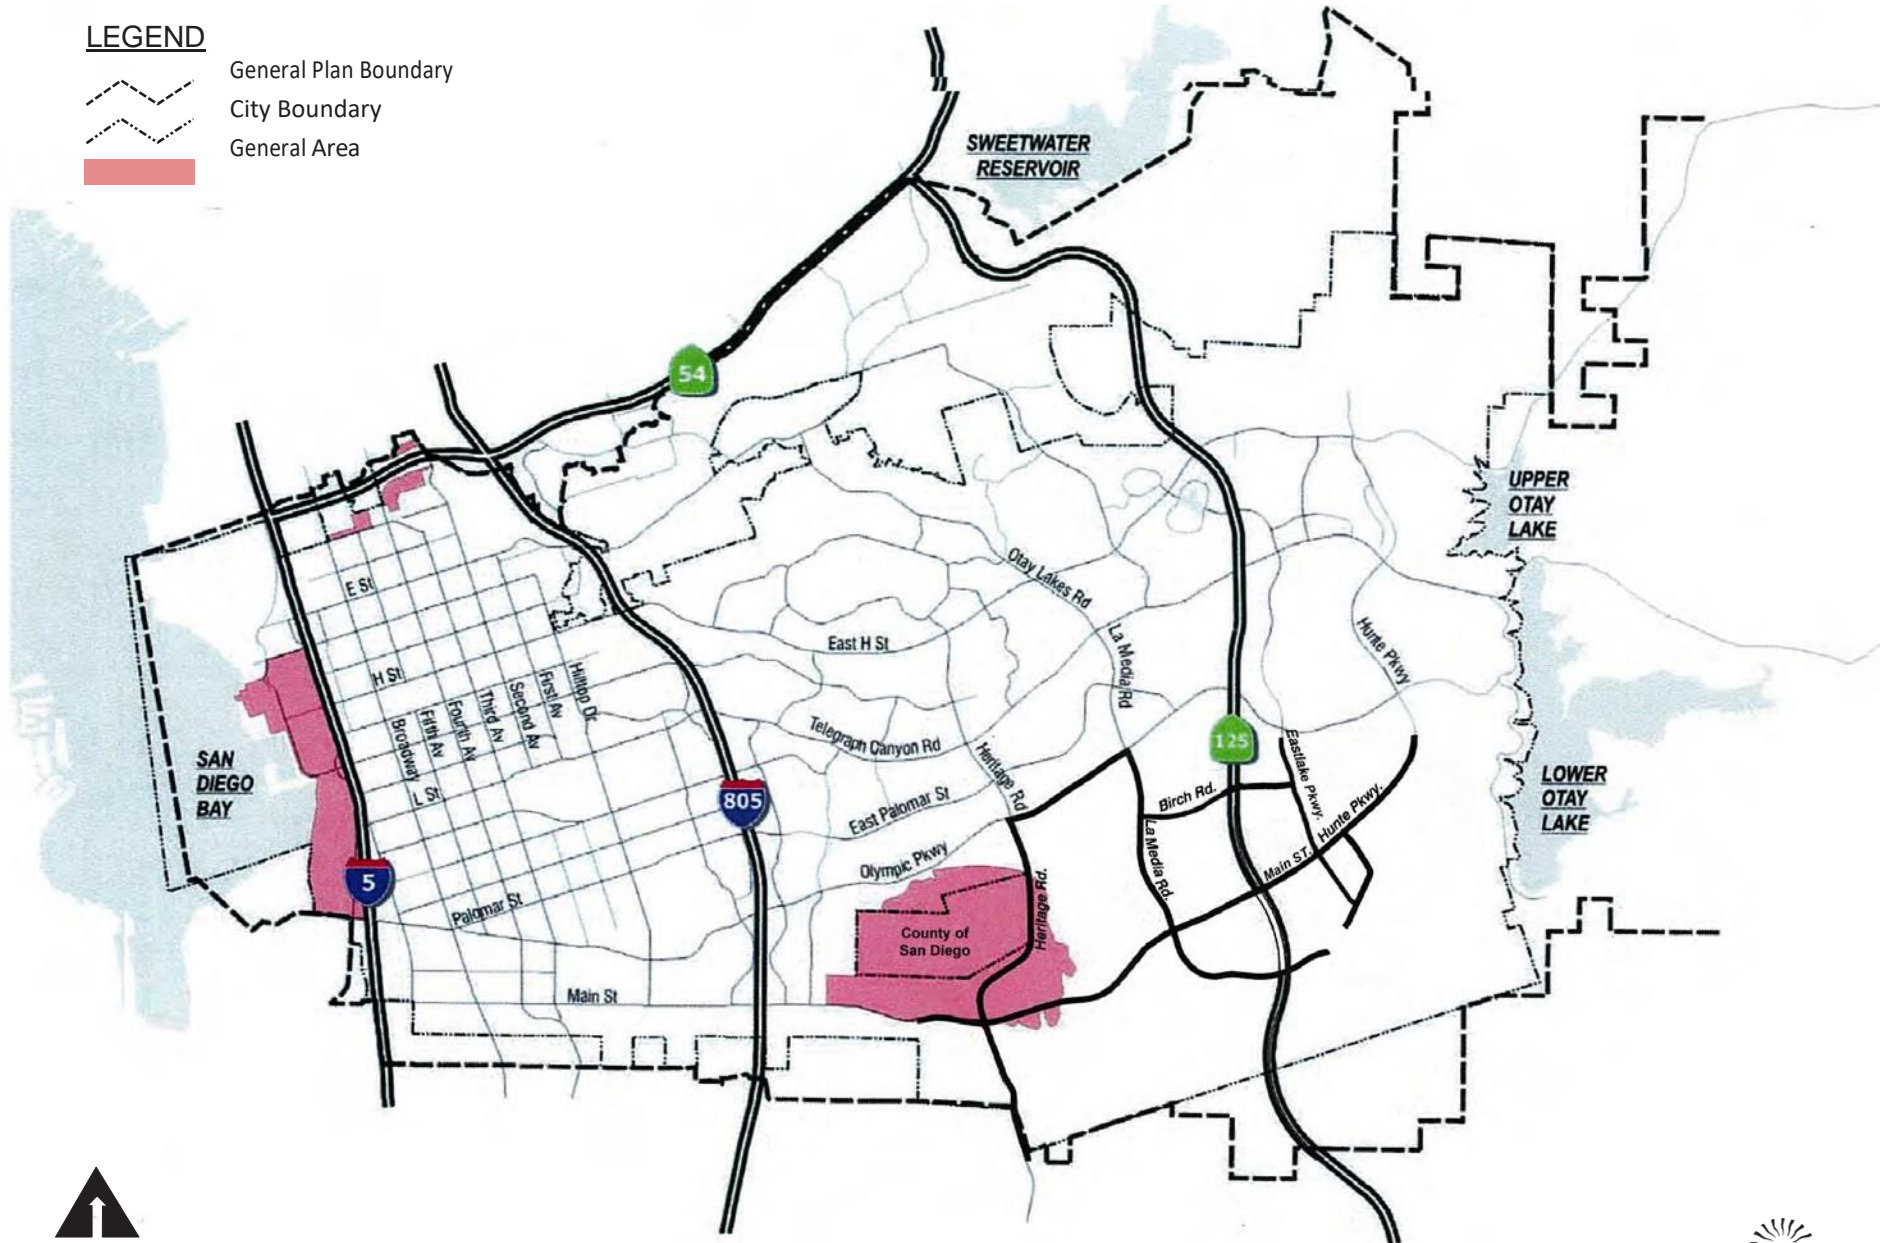 LEGEND
General Plan Boundary
City Boundary
General Area
SWEETWATER
RESERVOIR
54
UPPER
OTAY
LAKE
E St
Otay Lakes Rd
East H St
La Media Rd
Hunte Pkwy
H St
Hilltop Dr
First Av
Second Av
Third Av
Fourth Av
Fifth Av
Broadway
L St
Telegraph Canyon Rd
Heritage Rd
125
Eastlake Pkwy.
SAN
DIEGO
BAY
805
LOWER
OTAY
LAKE
Birch Rd.
East Palomar St
Hunte Pkwy.
La Media Rd.
Main ST.
Olympic Pkwy
5
Palomar St
Heritage Rd.
County of
San Diego
Main St